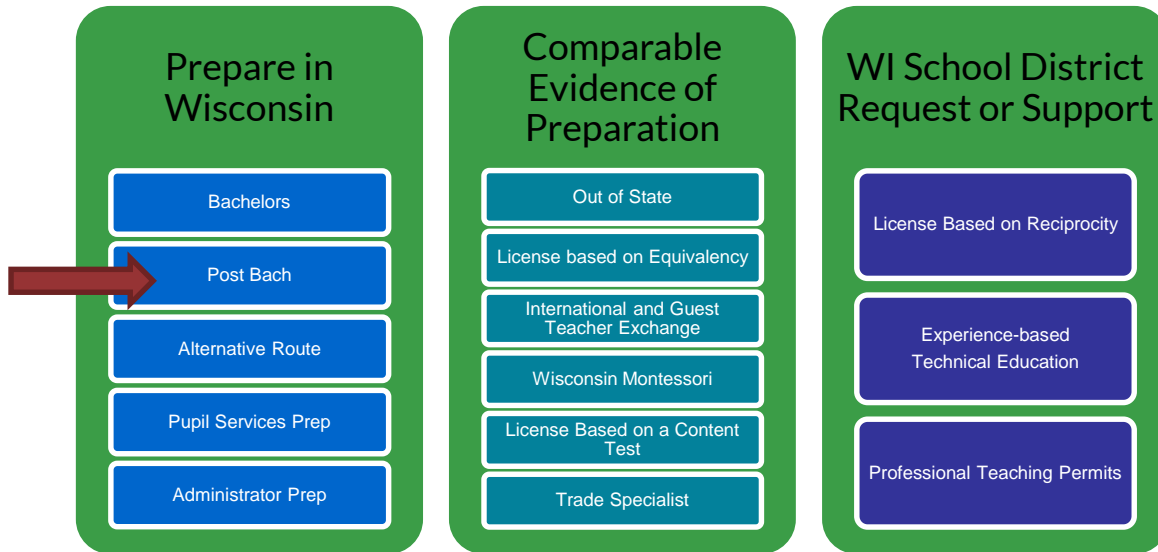 Prepare in
Wisconsin
Bachelors
Post Bach
Alternative Route
Pupil Services Prep
Administrator Prep
Comparable
Evidence of
Preparation
Out of State
License based on Equivalency
International and Guest
Teacher Exchange
Wisconsin Montessori
License Based on a Content
Test
Trade Specialist
WI School District
Request or Support
License Based on Reciprocity
Experience-based
Technical Education
Professional Teaching Permits